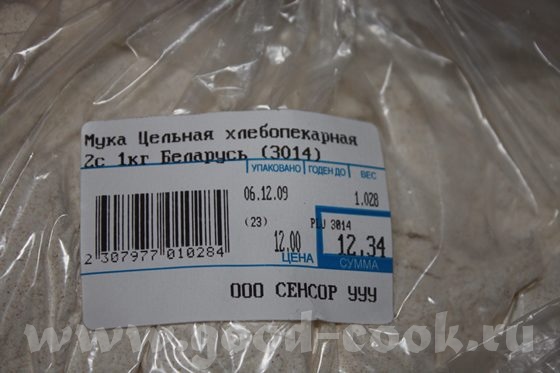 Мука Цельная хлебопекарная
2с 1кг Беларусь (3014)
УПАКОВАНО ГОДЕН ДО ВЕС
06.12.09 1.028
(23) PLU 3014
12.00 12.34
ЦЕНА СУММА
2 307977 010284
ООО СЕНСОР УУУ
www.good-cook.ru